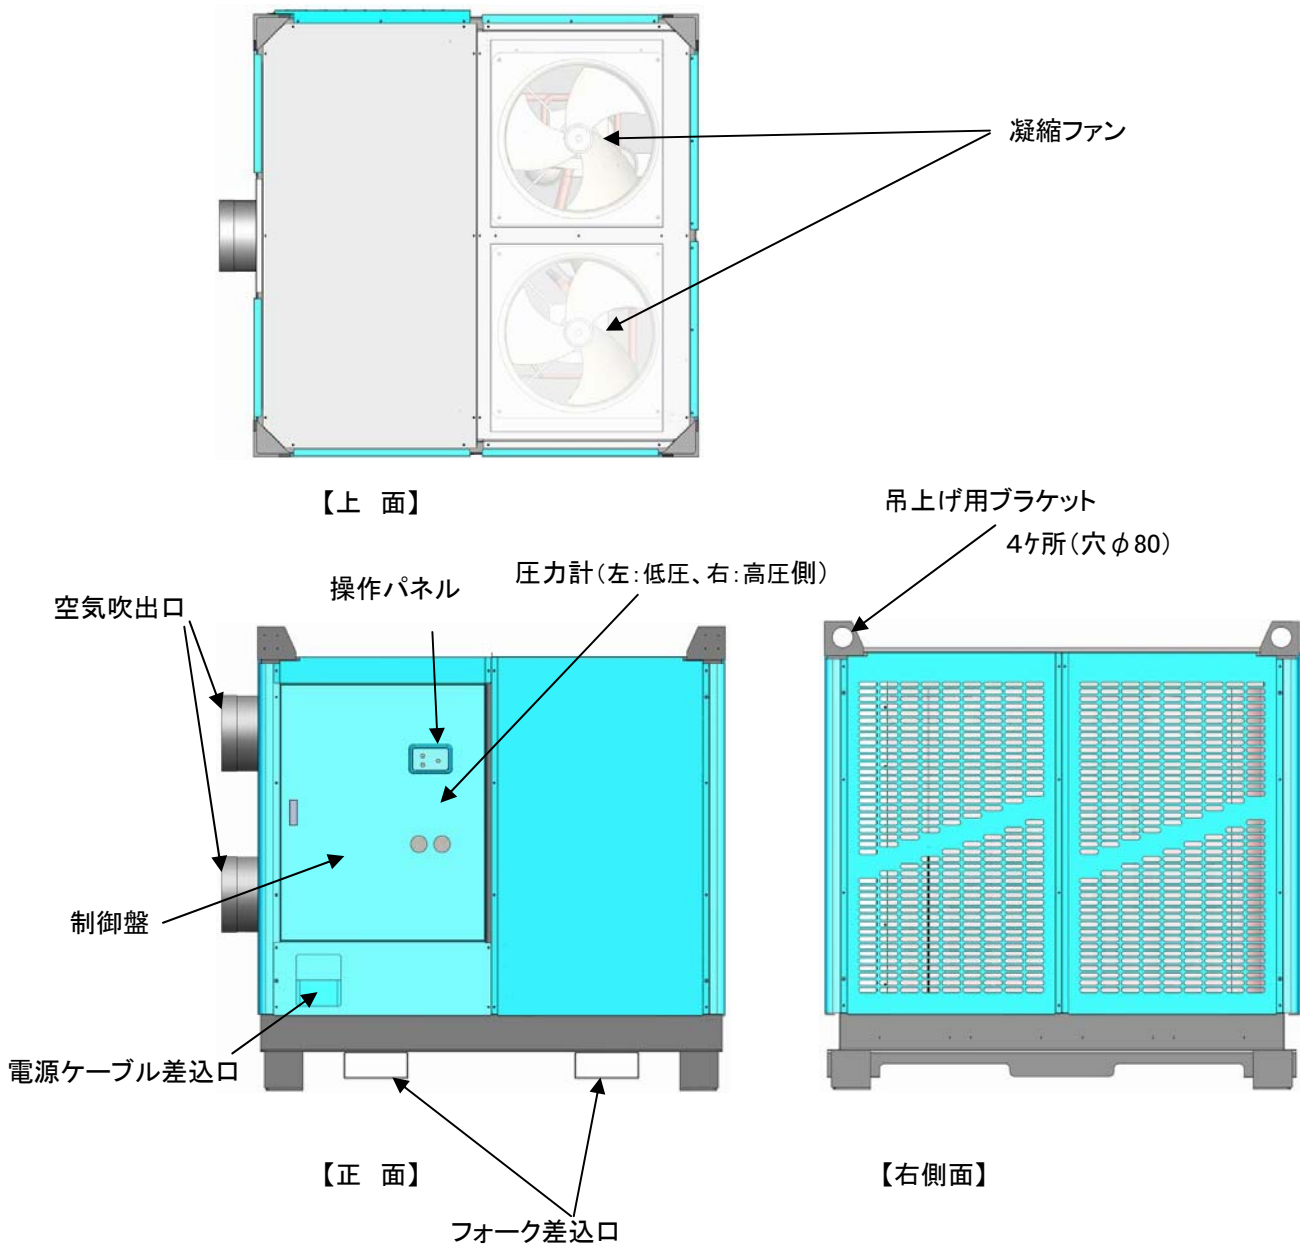 凝縮ファン
【上　面】
吊上げ用ブラケット
4ケ所（穴φ80）
圧力計（左：低圧、右：高圧側）
操作パネル
空気吹出口
制御盤
電源ケーブル差込口
【正　面】
【右側面】
フォーク差込口